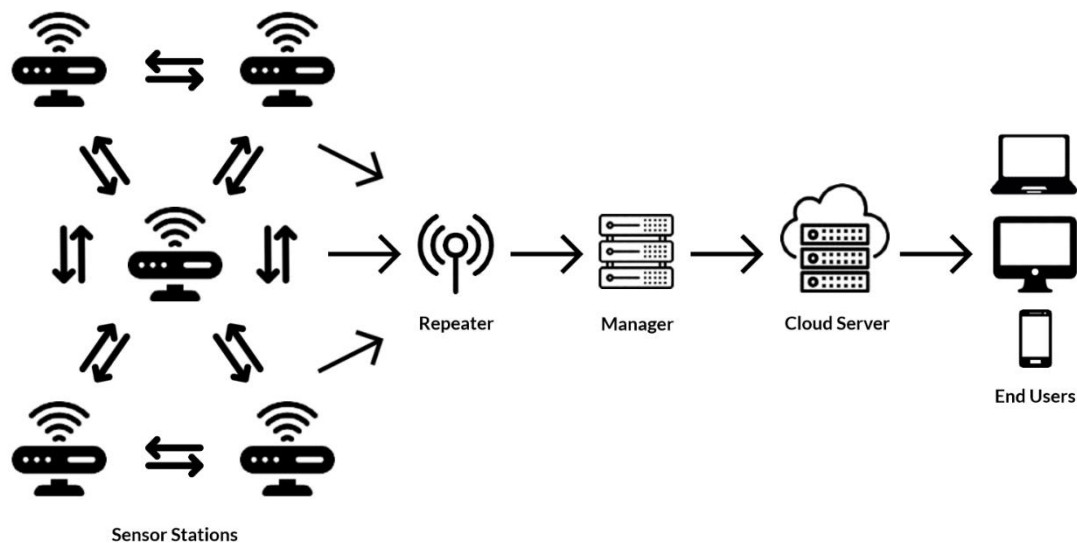 Repeater
Manager
Cloud Server
End Users
Sensor Stations